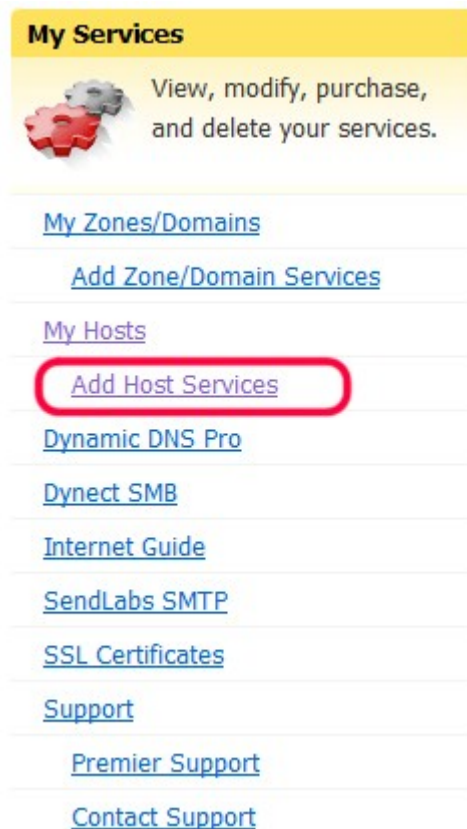 My Services
View, modify, purchase,
and delete your services.
My Zones/Domains
Add Zone/Domain Services
My Hosts
Add Host Services
Dynamic DNS Pro
Dynect SMB
Internet Guide
SendLabs SMTP
SSL Certificates
Support
Premier Support
Contact Support